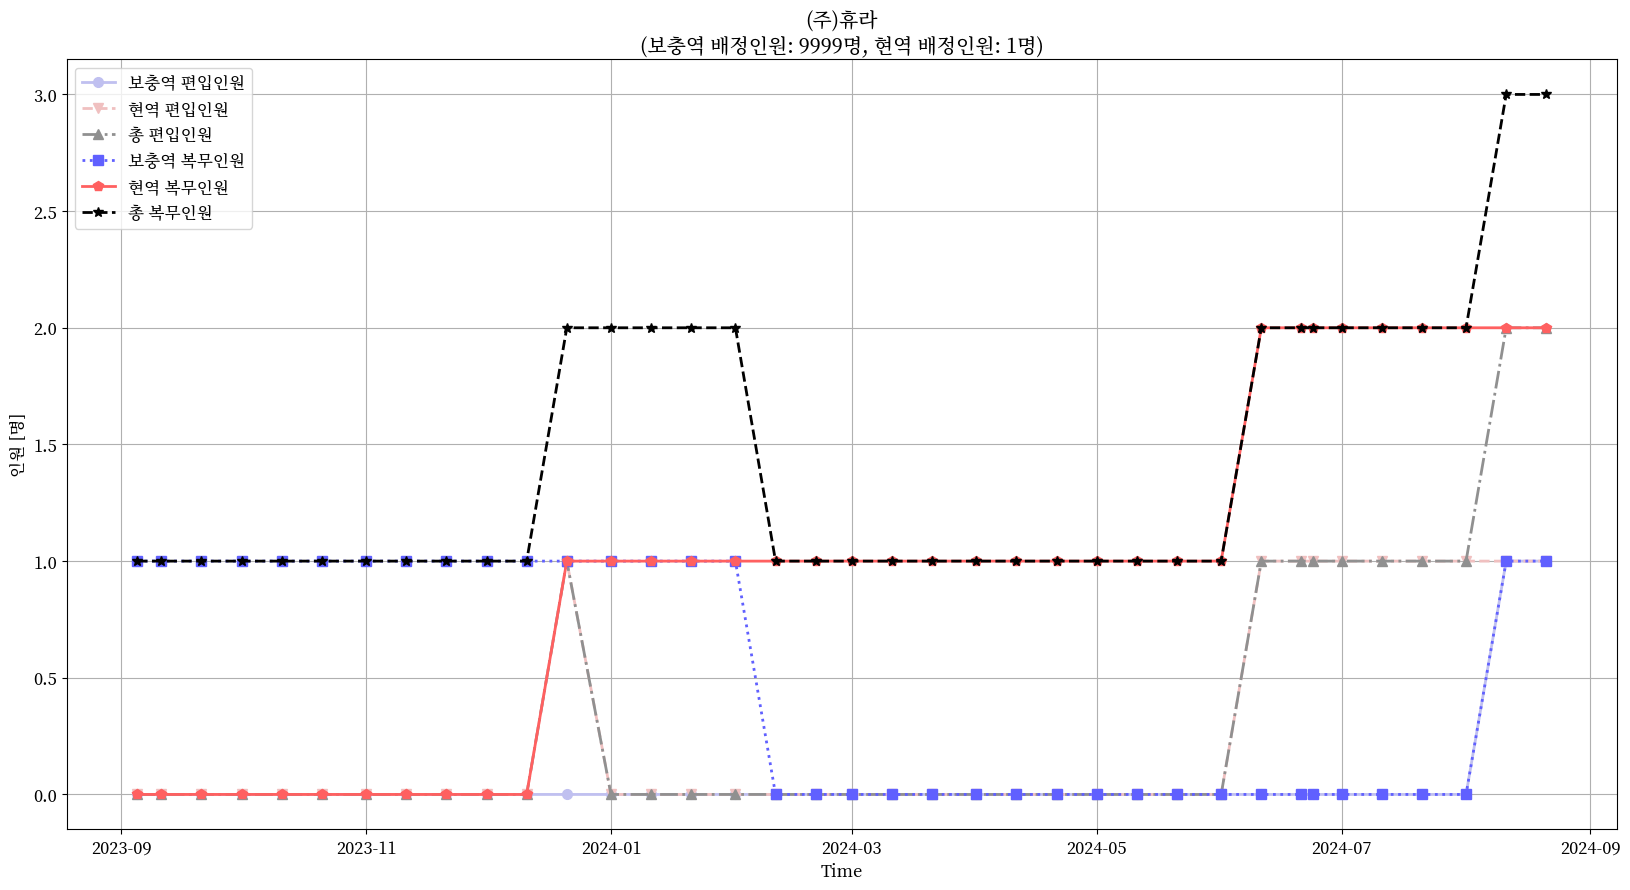 (주)휴라
(보충역 배정인원: 9999명, 현역 배정인원: 1명)
보충역 편입인원
현역 편입인원
총 편입인원
보충역 복무인원
현역 복무인원
총 복무인원
3.0
2.5
2.0
1.5
1.0
0.5
0.0
인원 [명]
2023-09
2023-11
2024-01
2024-03
2024-05
2024-07
2024-09
Time